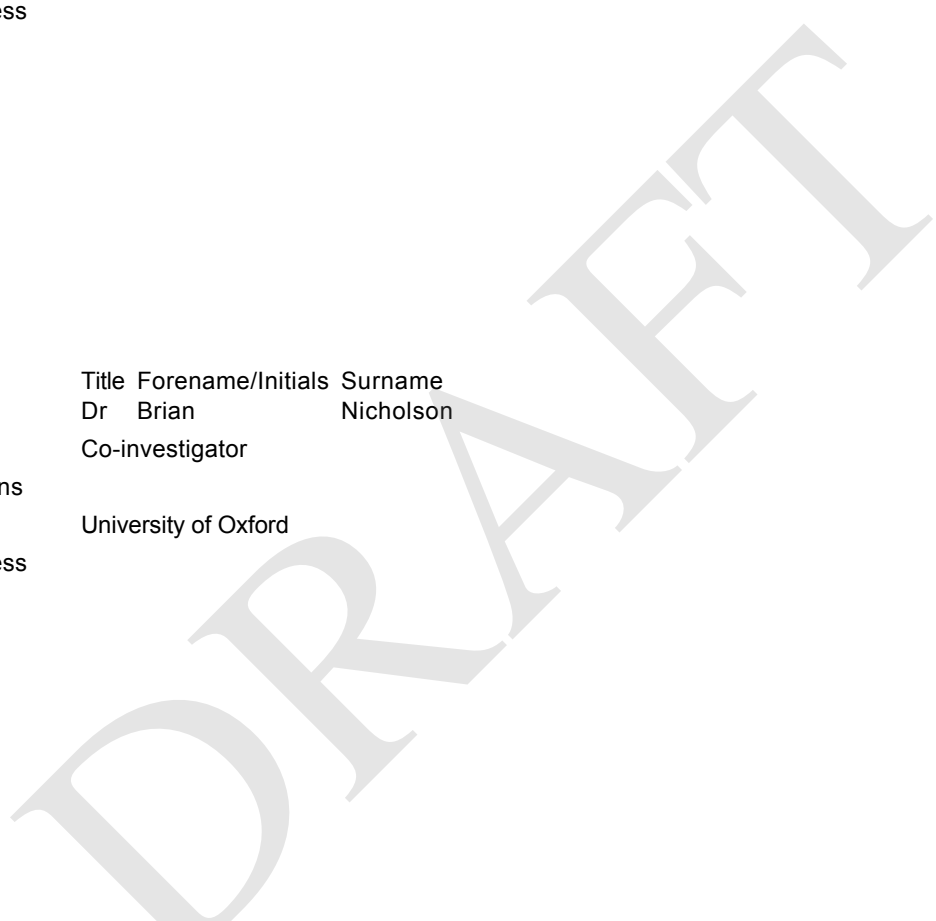 ess
Title Forename/Initials Surname
Dr Brian Nicholson
Co-investigator
ns
University of Oxford
ess
DRAFT